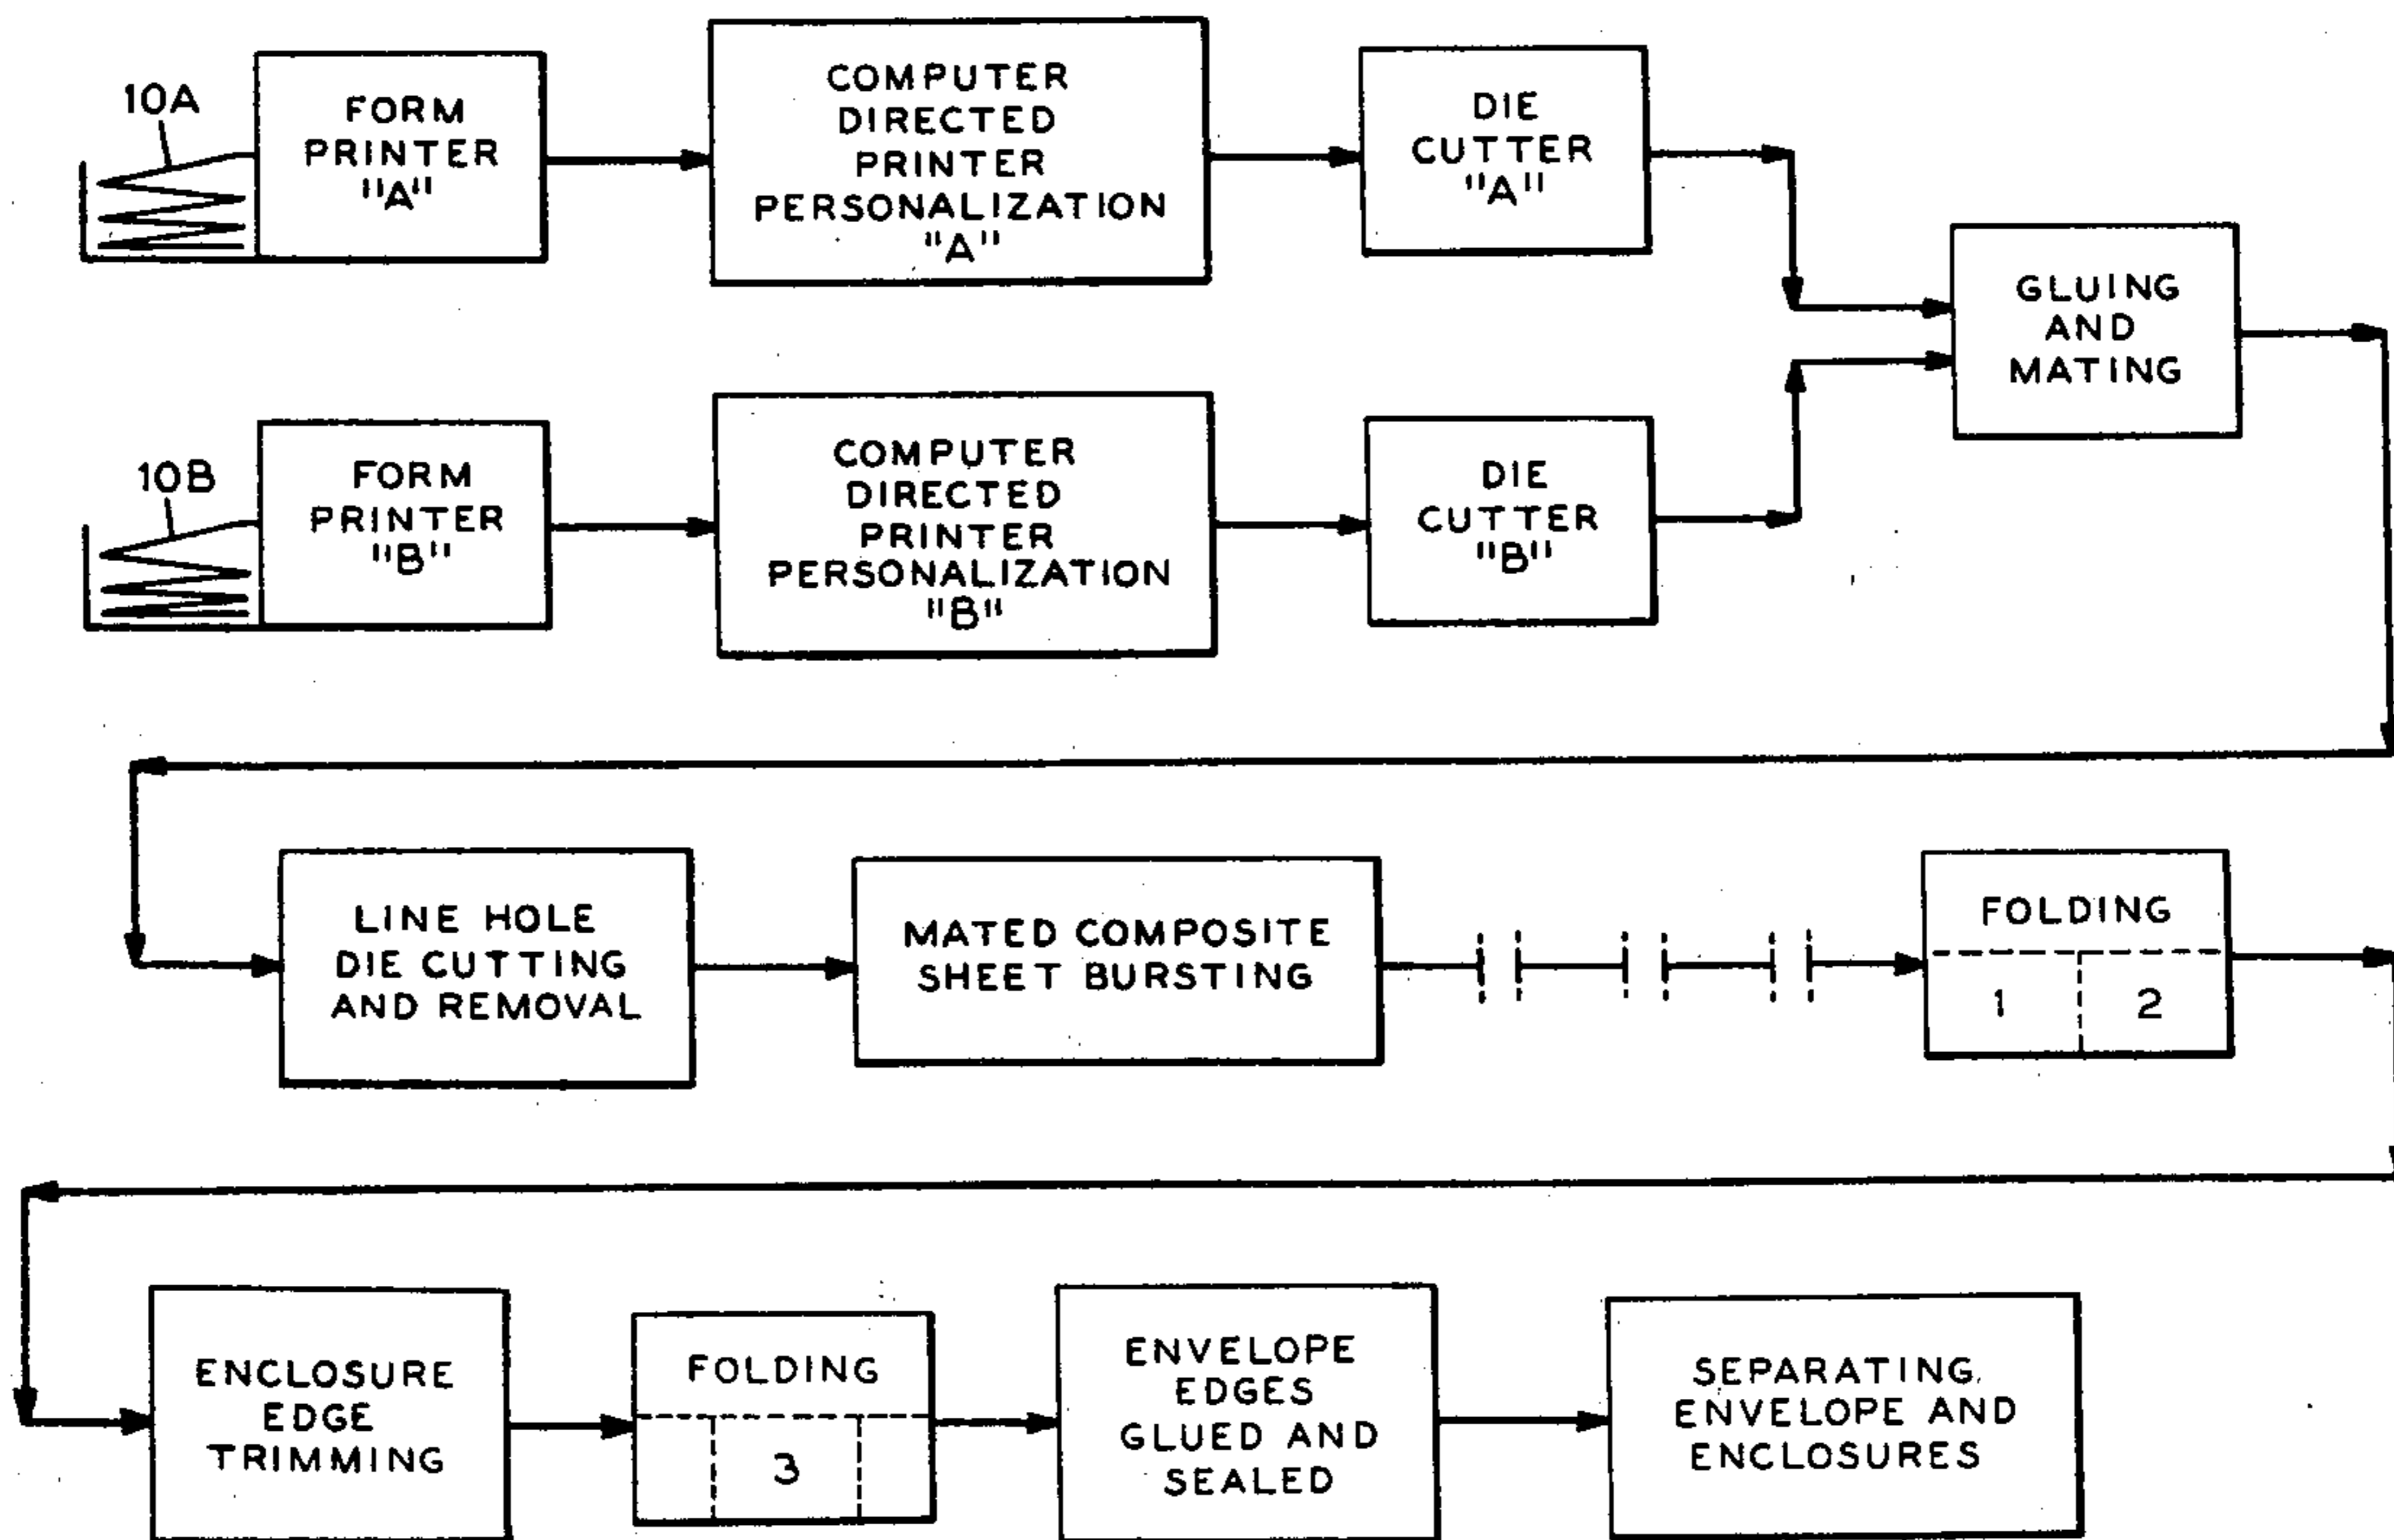 10A
FORM
PRINTER
"A"
COMPUTER
DIRECTED
PRINTER
PERSONALIZATION
"A"
DIE
CUTTER
"A"
GLUING
AND
MATING
10B
FORM
PRINTER
"B"
COMPUTER
DIRECTED
PRINTER
PERSONALIZATION
"B"
DIE
CUTTER
"B"
LINE HOLE
DIE CUTTING
AND REMOVAL
MATED COMPOSITE
SHEET BURSTING
FOLDING
1 2
ENCLOSURE
EDGE
TRIMMING
FOLDING
3
ENVELOPE
EDGES
GLUED AND
SEALED
SEPARATING
ENVELOPE AND
ENCLOSURES